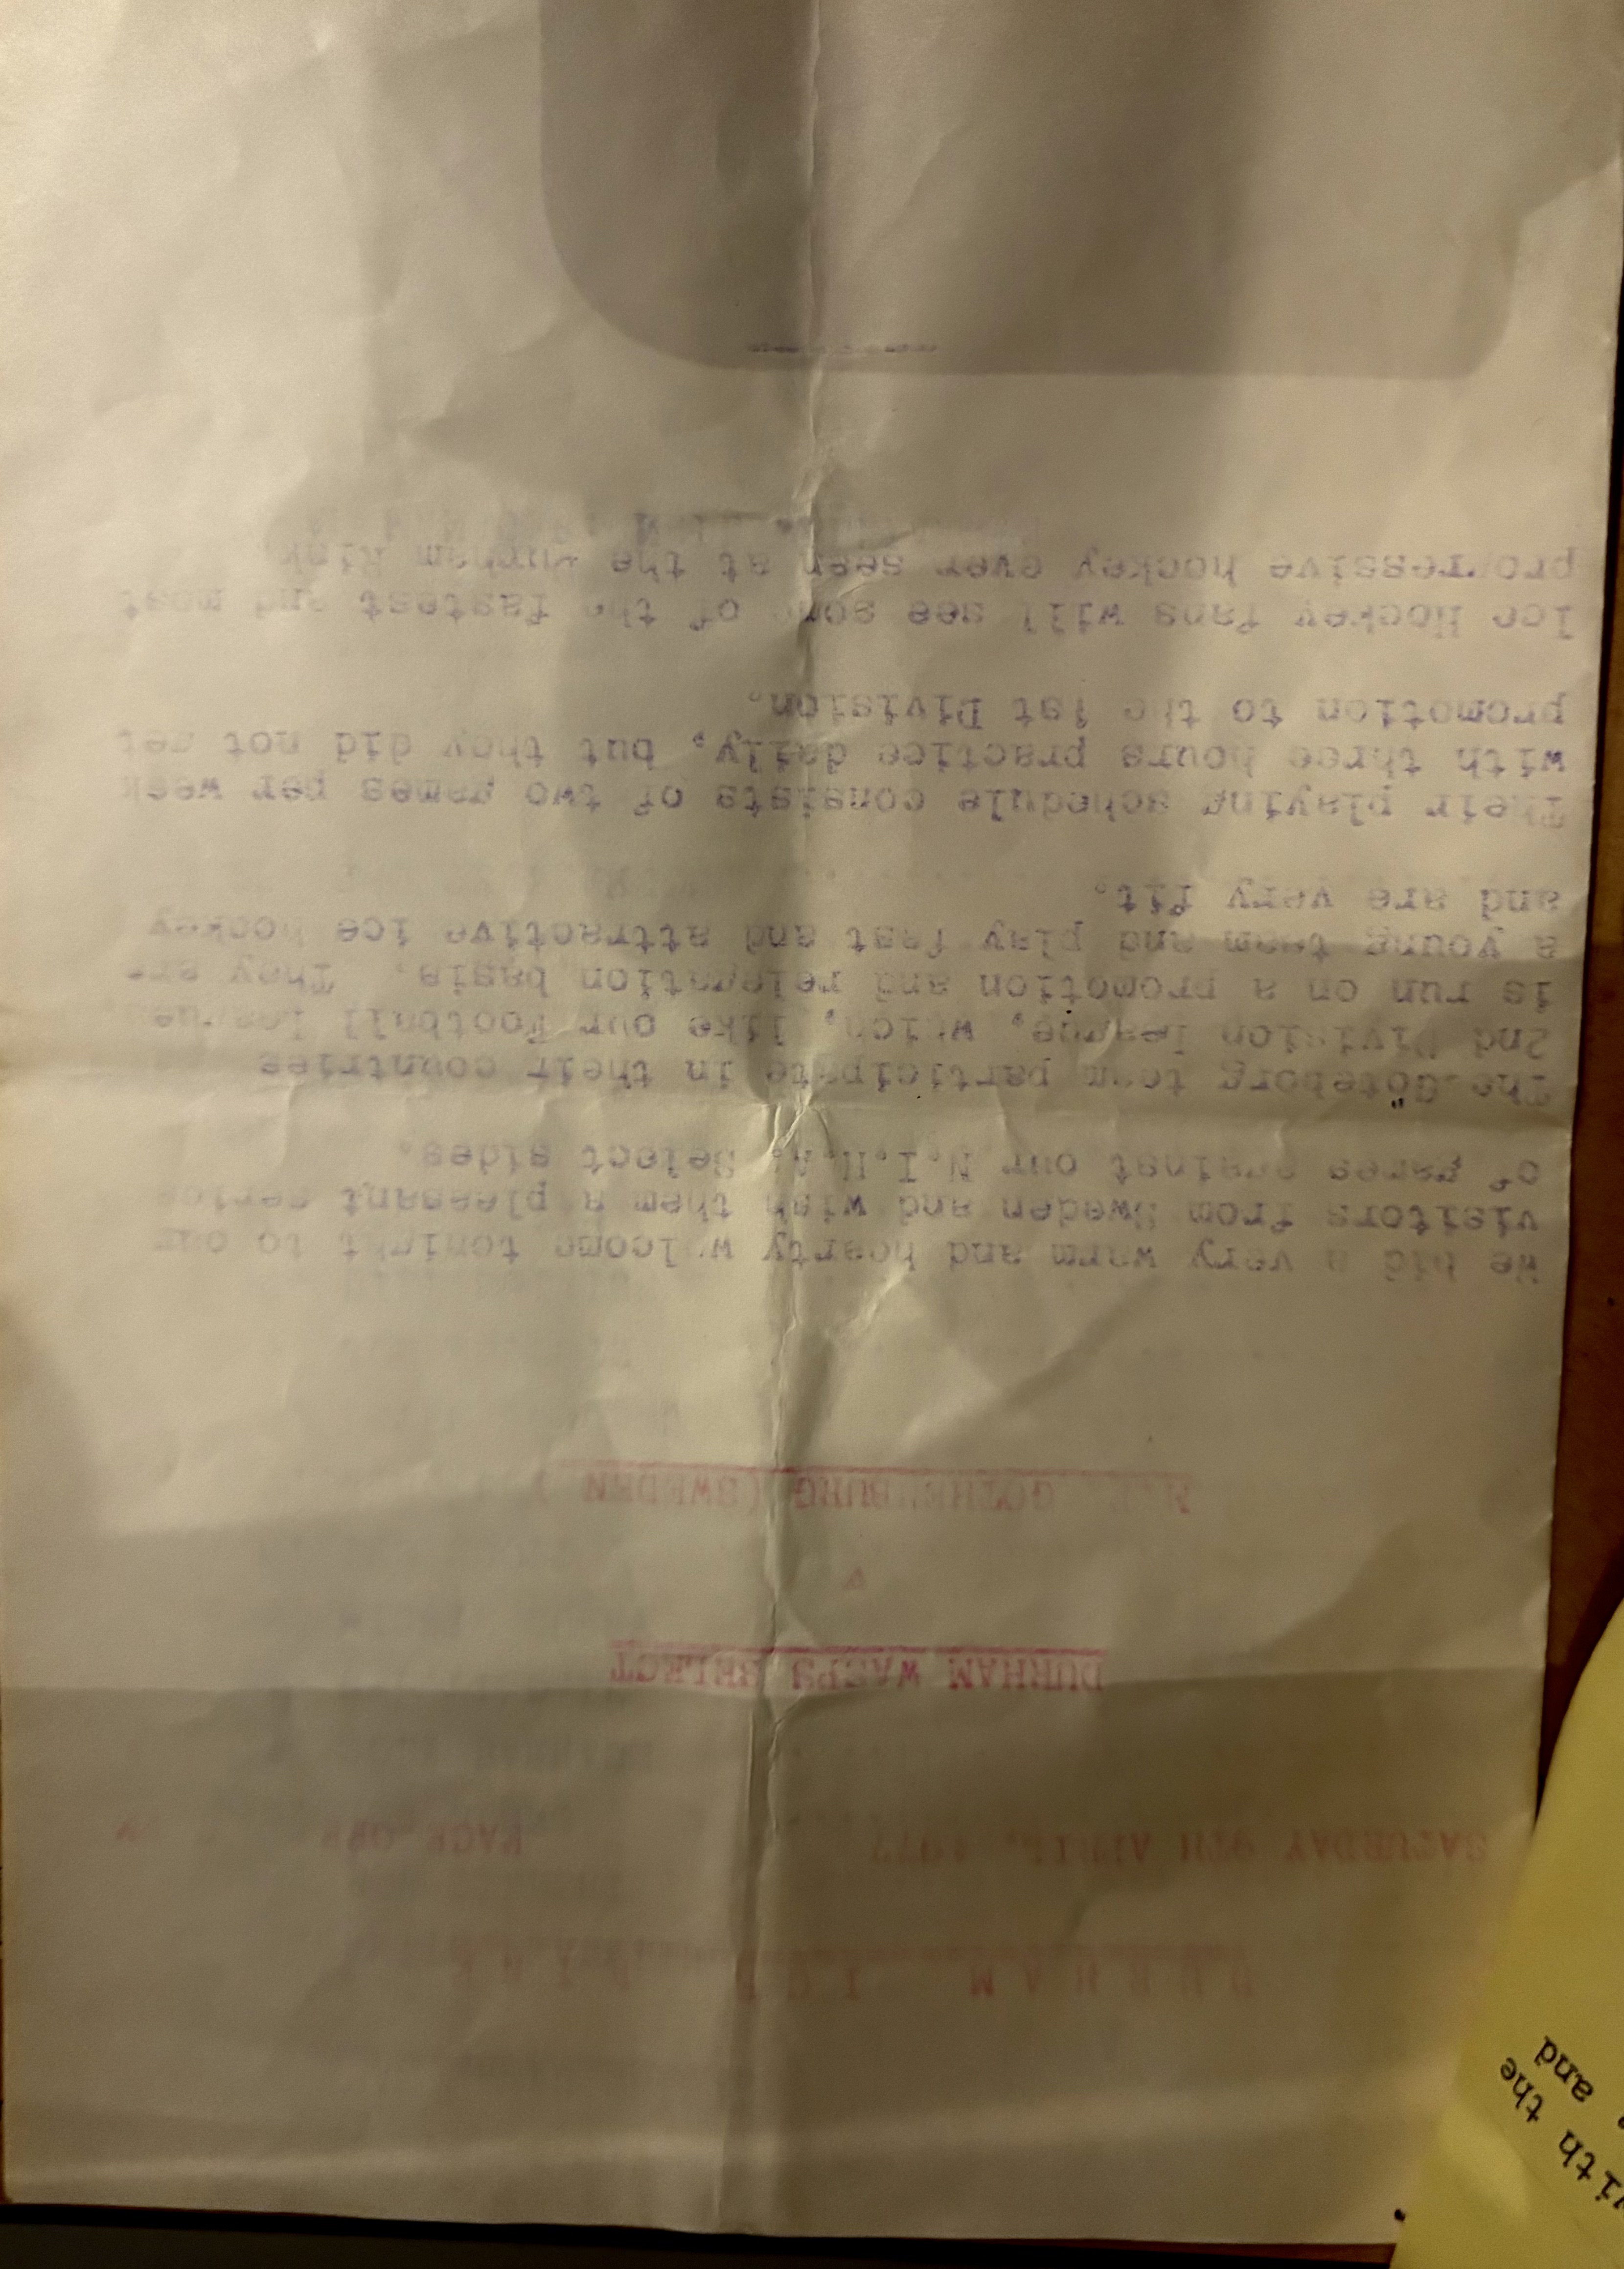 DURHAM ICE RINK
SATURDAY 9TH APRIL, 1977 FACE OFF
DURHAM WASPS SELECT
v
GOTHENBURG (SWEDEN)
We bid a very warm and hearty welcome tonight to our
visitors from Sweden and wish them a pleasant series
of games against our N.I.H.A. Select sides.
The Göteborg team participate in their countries
2nd Division League, which, like our Football League,
is run on a promotion and relegation basis. They are
a young team and play fast and attractive ice hockey
and are very fit.
Their playing schedule consists of two games per week
with three hours practice daily, but they did not get
promotion to the 1st Division.
Ice Hockey fans will see some of the fastest and most
progressive hockey ever seen at the Durham Rink.
and
the
ith